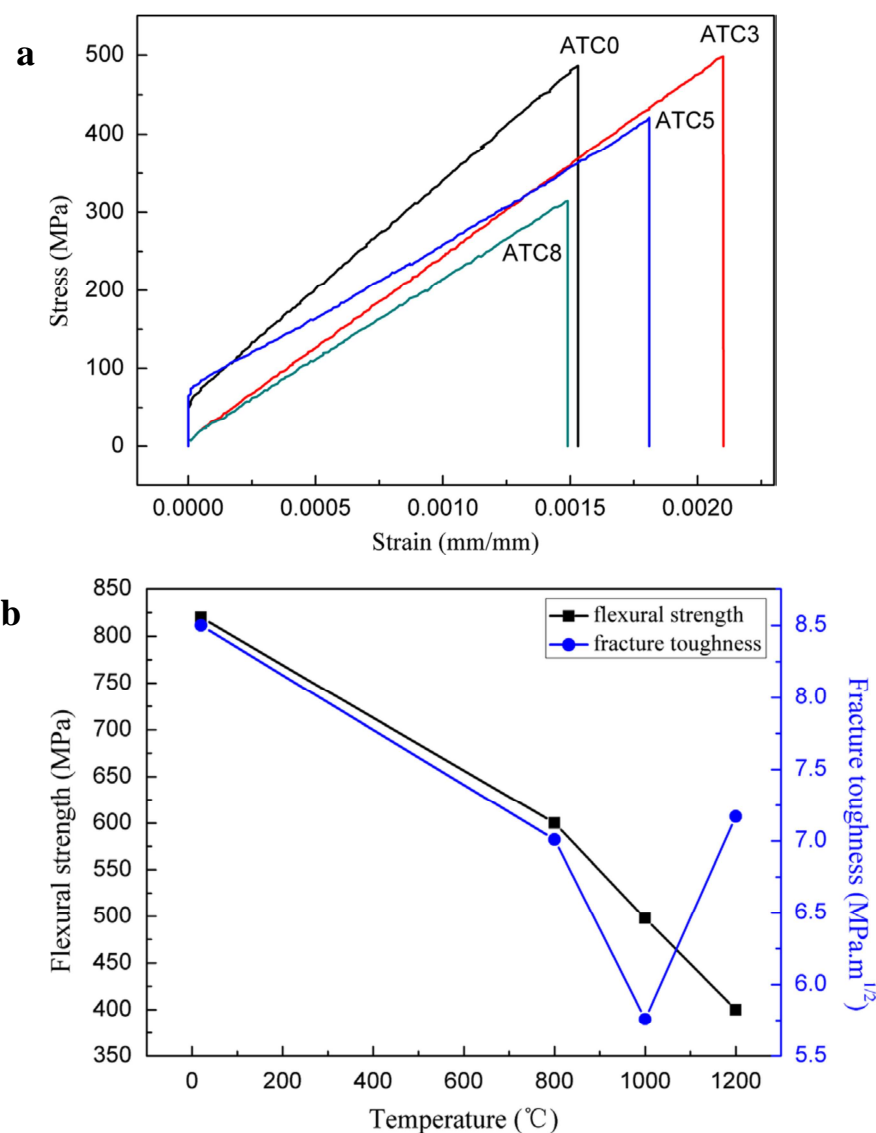 a
ATC0
ATC3
ATC5
ATC8
500
400
300
200
100
0
Stress (MPa)
0.0000 0.0005 0.0010 0.0015 0.0020
Strain (mm/mm)
b
flexural strength
fracture toughness
850
800
750
700
650
600
550
500
450
400
350
Flexural strength (MPa)
8.5
8.0
7.5
7.0
6.5
6.0
5.5
Fracture toughness (MPa.m^{1/2})
0 200 400 600 800 1000 1200
Temperature (℃)